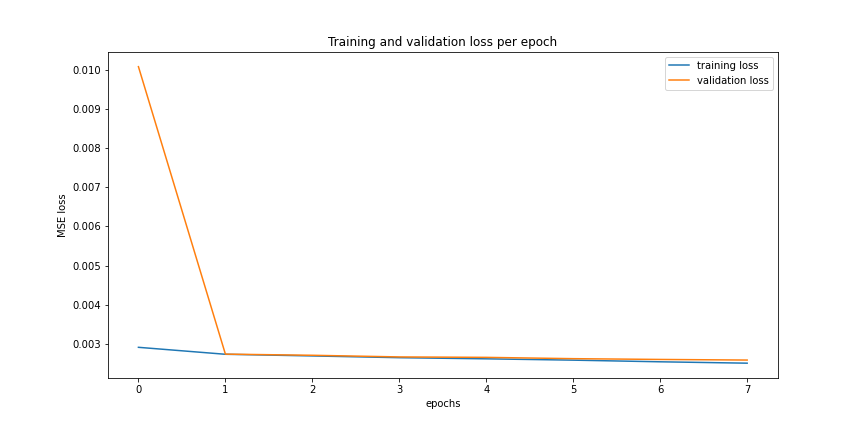 Training and validation loss per epoch
training loss
validation loss
0.010
0.009
0.008
0.007
0.006
0.005
0.004
0.003
MSE loss
0 1 2 3 4 5 6 7
epochs